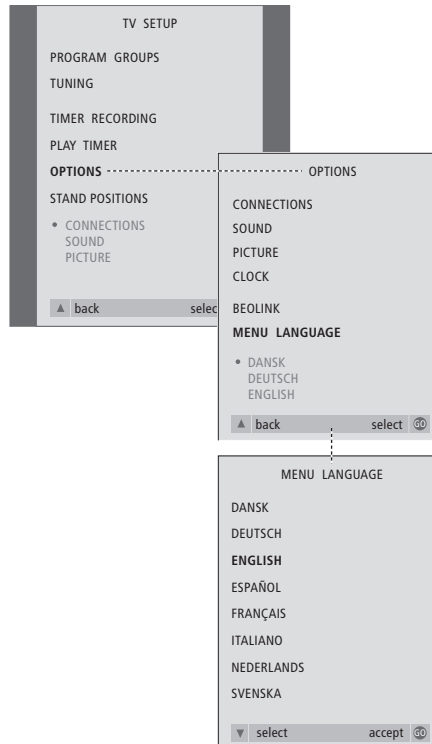 TV SETUP
PROGRAM GROUPS
TUNING
TIMER RECORDING
PLAY TIMER
OPTIONS
STAND POSITIONS
• CONNECTIONS
SOUND
PICTURE
▲ back selec
OPTIONS
CONNECTIONS
SOUND
PICTURE
CLOCK
BEOLINK
MENU LANGUAGE
• DANSK
DEUTSCH
ENGLISH
▲ back select GO
MENU LANGUAGE
DANSK
DEUTSCH
ENGLISH
ESPAÑOL
FRANÇAIS
ITALIANO
NEDERLANDS
SVENSKA
▼ select accept GO